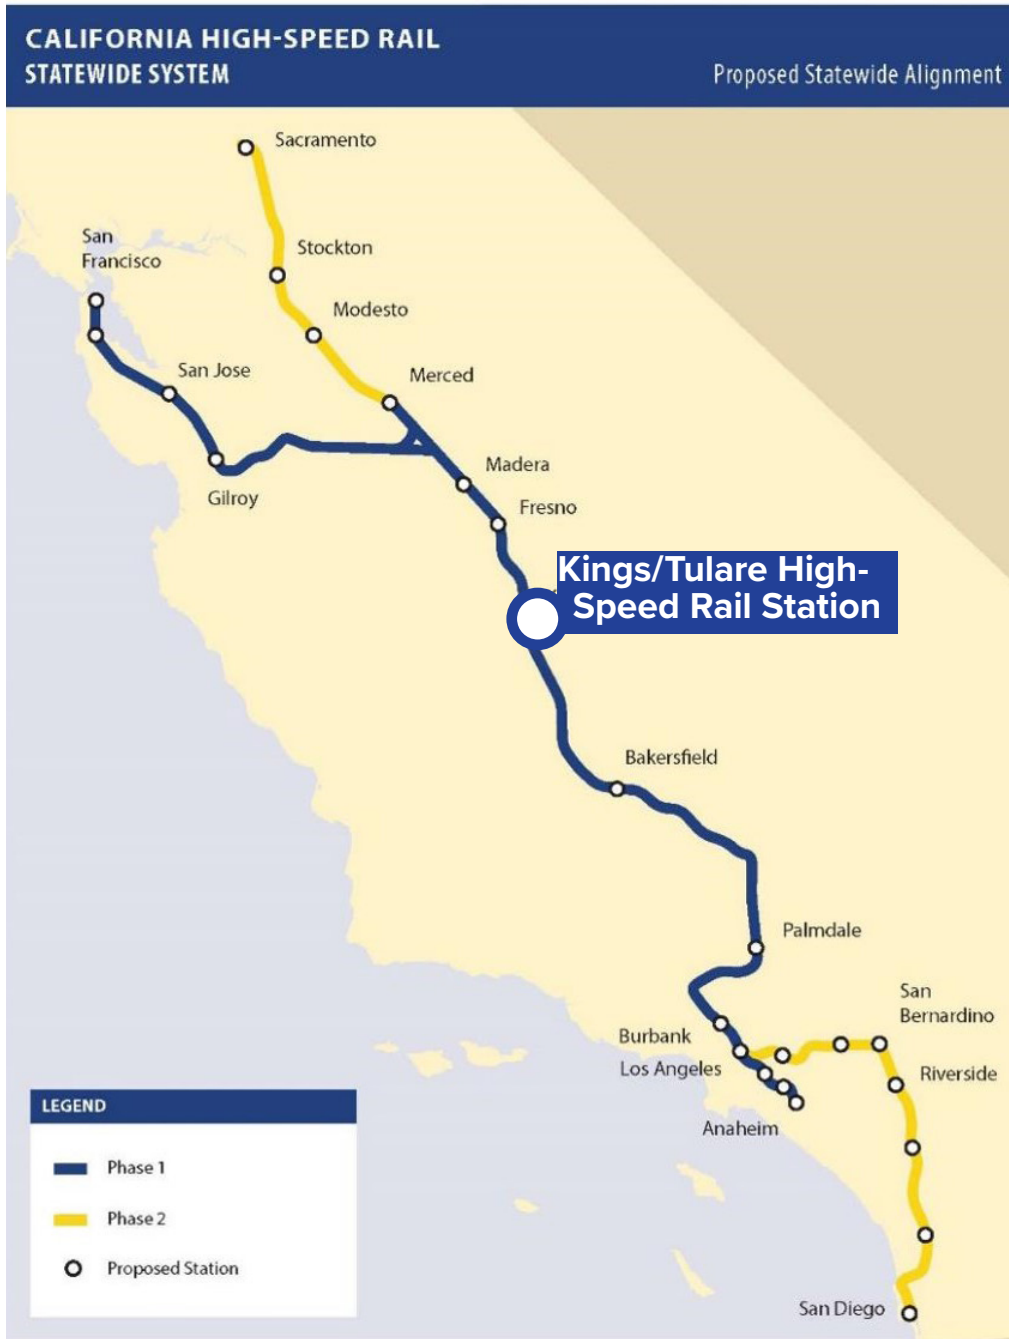 CALIFORNIA HIGH-SPEED RAIL
STATEWIDE SYSTEM
Proposed Statewide Alignment
Sacramento
San
Francisco
Stockton
Modesto
San Jose
Merced
Madera
Gilroy
Fresno
Kings/Tulare High-
Speed Rail Station
Bakersfield
Palmdale
San
Bernardino
Burbank
Los Angeles
Riverside
Anaheim
San Diego
LEGEND
Phase 1
Phase 2
Proposed Station